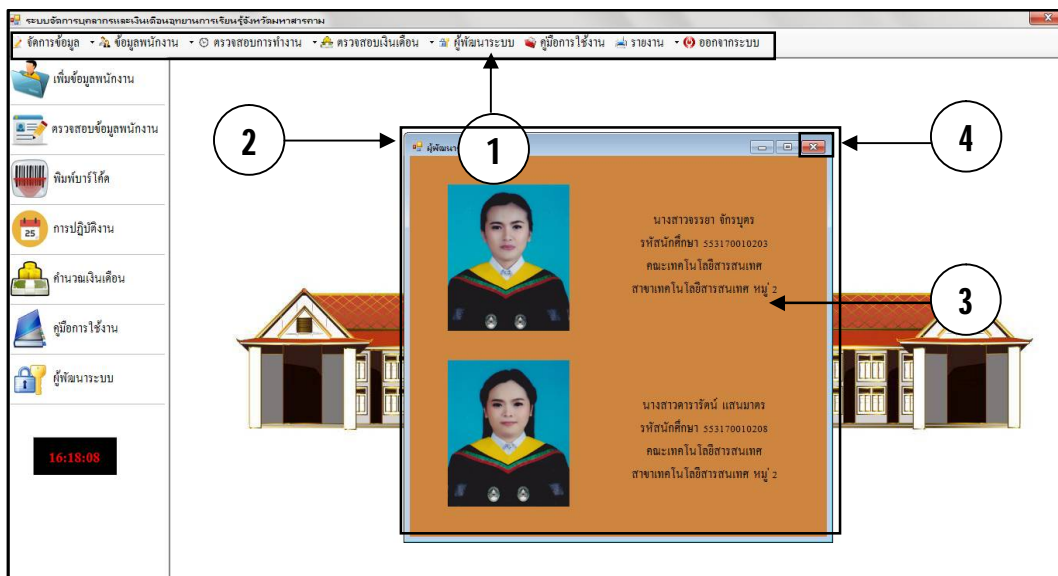 ระบบจัดการบุคลากรและเงินเดือนอุทยานการเรียนรู้จังหวัดมหาสารคาม
จัดการข้อมูล ข้อมูลพนักงาน ตรวจสอบการทำงาน ตรวจสอบเงินเดือน ผู้พัฒนาระบบ คู่มือการใช้งาน รายงาน ออกจากระบบ
เพิ่มข้อมูลพนักงาน
ตรวจสอบข้อมูลพนักงาน
พิมพ์บาร์โค้ด
25
การปฏิบัติงาน
คำนวณเงินเดือน
คู่มือการใช้งาน
ผู้พัฒนาระบบ
16:18:08
2
1
4
3
นางสาวจรรยา จักรบุตร
รหัสนักศึกษา 553170010203
คณะเทคโนโลยีสารสนเทศ
สาขาเทคโนโลยีสารสนเทศ หมู่ 2
นางสาวดารารัตน์ แสนมาตร
รหัสนักศึกษา 553170010208
คณะเทคโนโลยีสารสนเทศ
สาขาเทคโนโลยีสารสนเทศ หมู่ 2